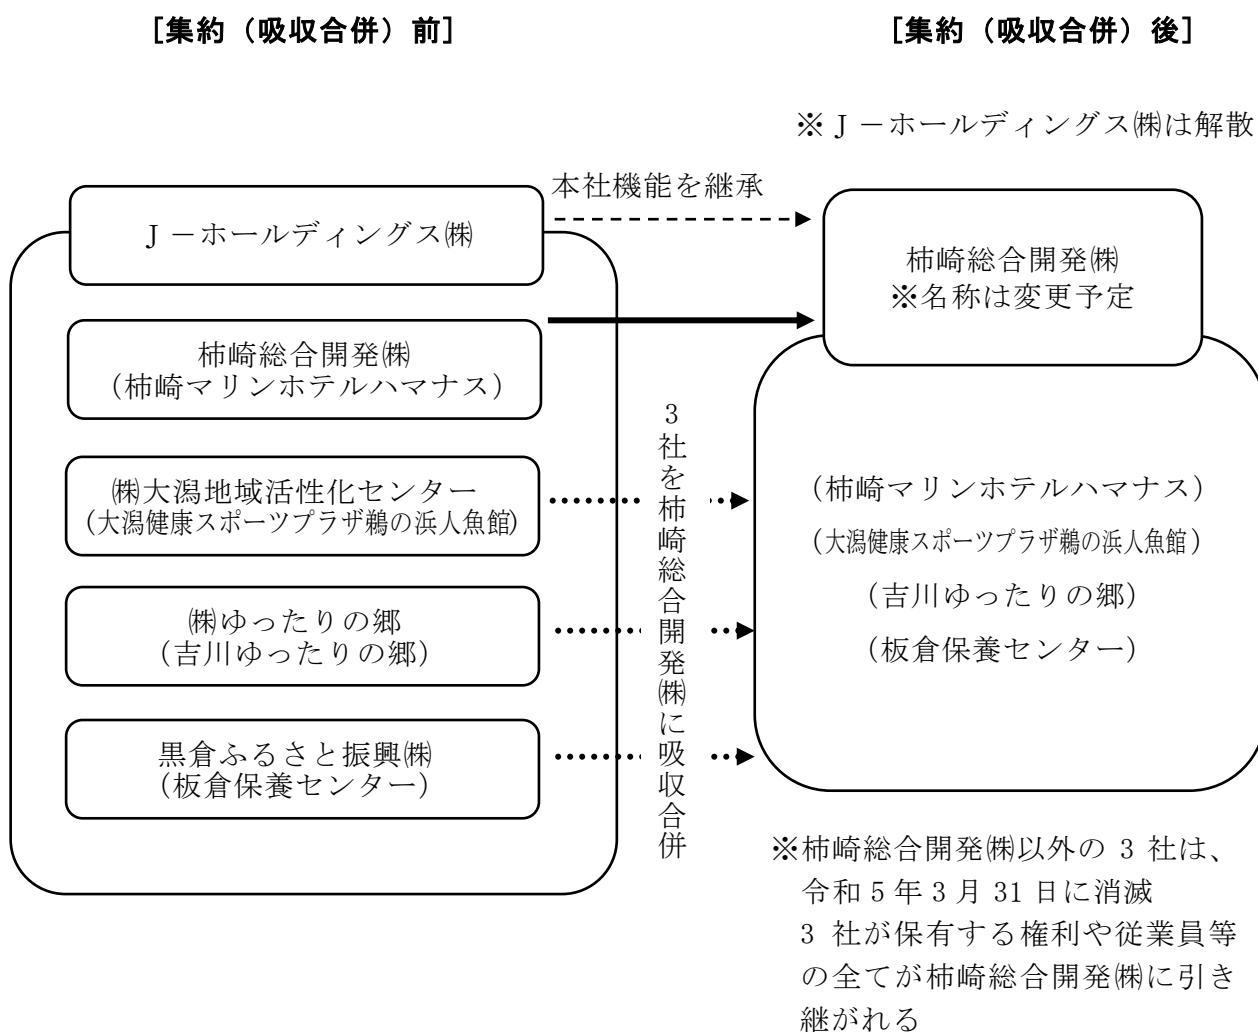 ［集約（吸収合併）前］
［集約（吸収合併）後］
※Ｊ－ホールディングス㈱は解散
本社機能を継承
Ｊ－ホールディングス㈱
柿崎総合開発㈱
（柿崎マリンホテルハマナス）
㈱大潟地域活性化センター
（大潟健康スポーツプラザ鵜の浜人魚館）
㈱ゆったりの郷
（吉川ゆったりの郷）
黒倉ふるさと振興㈱
（板倉保養センター）
3社を柿崎総合開発㈱に吸収合併
柿崎総合開発㈱
※名称は変更予定
（柿崎マリンホテルハマナス）
（大潟健康スポーツプラザ鵜の浜人魚館）
（吉川ゆったりの郷）
（板倉保養センター）
※柿崎総合開発㈱以外の 3 社は、
令和 5 年 3 月 31 日に消滅
3 社が保有する権利や従業員等
の全てが柿崎総合開発㈱に引き
継がれる